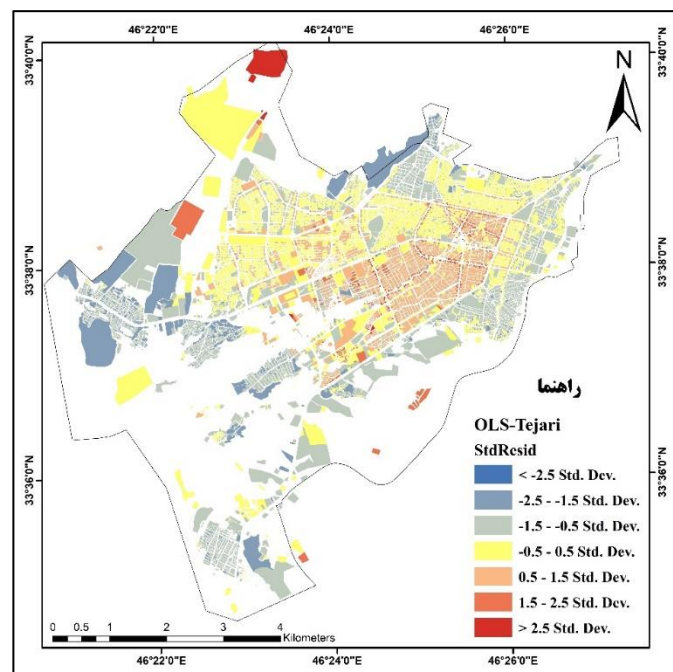 46°22'0"E 46°24'0"E 46°26'0"E
33°40'0"N 33°40'0"N
N
33°38'0"N 33°38'0"N
راهنما
OLS-Tejari
StdResid
< -2.5 Std. Dev.
-2.5 - -1.5 Std. Dev.
-1.5 - -0.5 Std. Dev.
-0.5 - 0.5 Std. Dev.
0.5 - 1.5 Std. Dev.
1.5 - 2.5 Std. Dev.
> 2.5 Std. Dev.
33°36'0"N 33°36'0"N
0 0.5 1 2 3 4
Kilometers
46°22'0"E 46°24'0"E 46°26'0"E